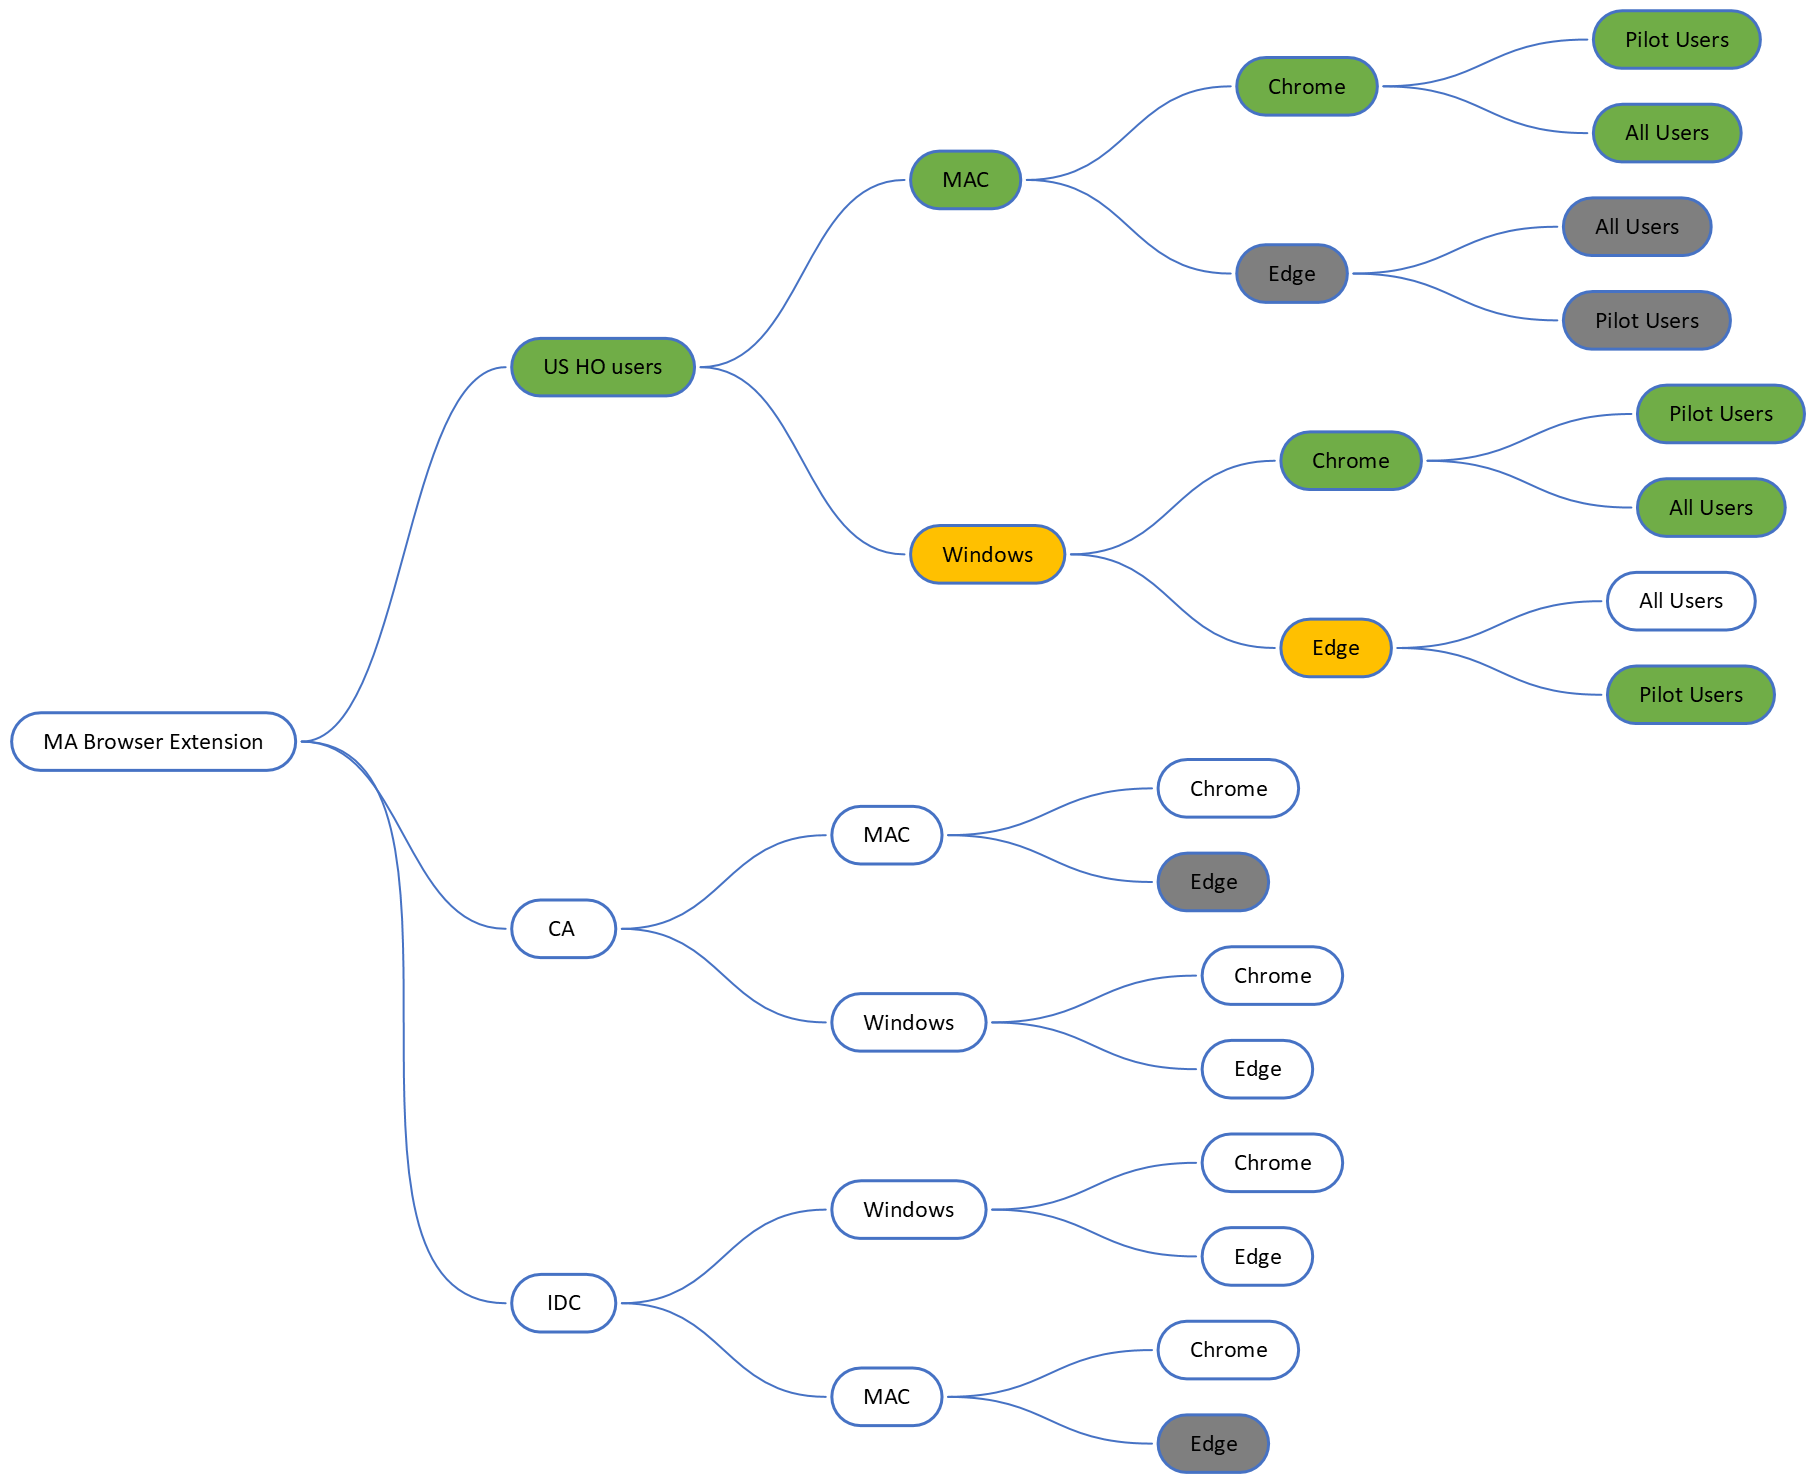 MA Browser Extension
US HO users
MAC
Chrome
Pilot Users
All Users
Edge
All Users
Pilot Users
Windows
Chrome
Pilot Users
All Users
Edge
All Users
Pilot Users
CA
MAC
Chrome
Edge
Windows
Chrome
Edge
IDC
Windows
Chrome
Edge
MAC
Chrome
Edge